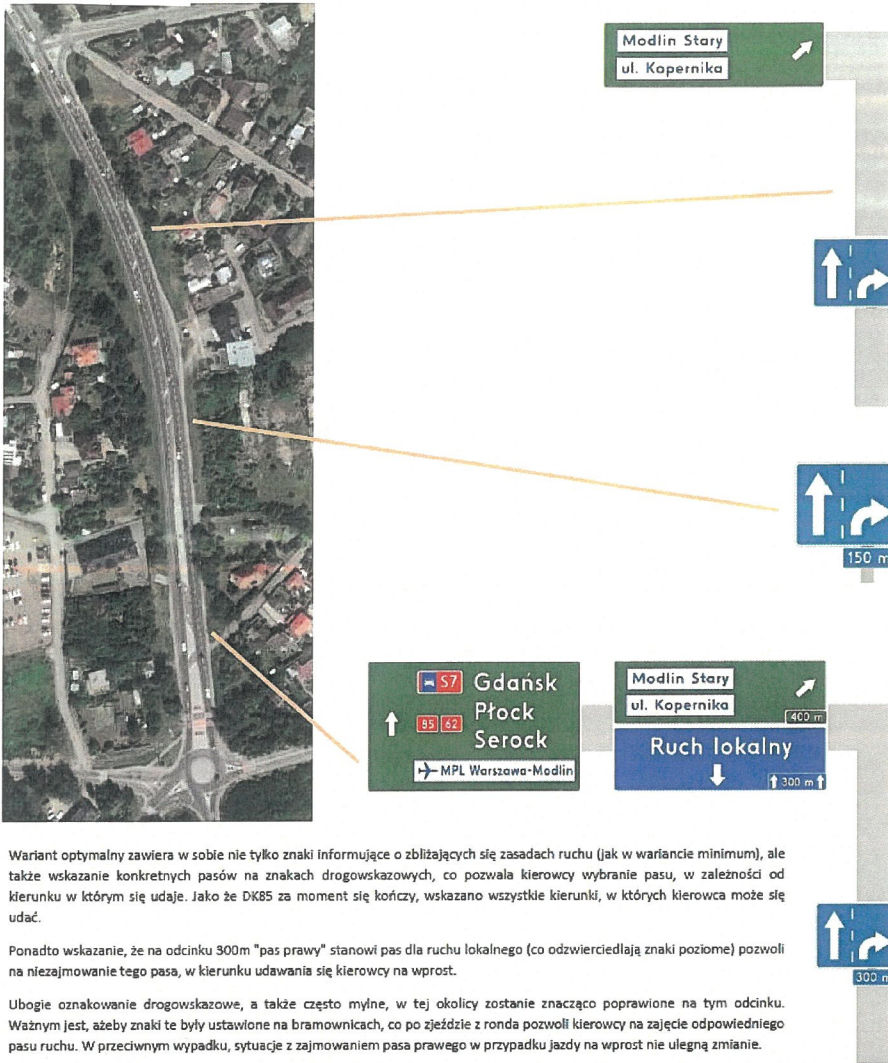 Modlin Stary
ul. Kopernika
150 m
S7 Gdańsk
85 62 Płock
Serock
MPL Warszawa-Modlin
Modlin Stary
ul. Kopernika
400 m
Ruch lokalny
300 m
300 m
Wariant optymalny zawiera w sobie nie tylko znaki informujące o zbliżających się zasadach ruchu (jak w wariancie minimum), ale
także wskazanie konkretnych pasów na znakach drogowskazowych, co pozwala kierowcy wybranie pasu, w zależności od
kierunku w którym się udaje. Jako że DK85 za moment się kończy, wskazano wszystkie kierunki, w których kierowca może się
udać.
Ponadto wskazanie, że na odcinku 300m "pas prawy" stanowi pas dla ruchu lokalnego (co odzwierciedlają znaki poziome) pozwoli
na niezajmowanie tego pasa, w kierunku udawania się kierowcy na wprost.
Ubogie oznakowanie drogowskazowe, a także często mylne, w tej okolicy zostanie znacząco poprawione na tym odcinku.
Ważnym jest, ażeby znaki te były ustawione na bramownicach, co po zjeździe z ronda pozwoli kierowcy na zajęcie odpowiedniego
pasu ruchu. W przeciwnym wypadku, sytuacje z zajmowaniem pasa prawego w przypadku jazdy na wprost nie ulegną zmianie.